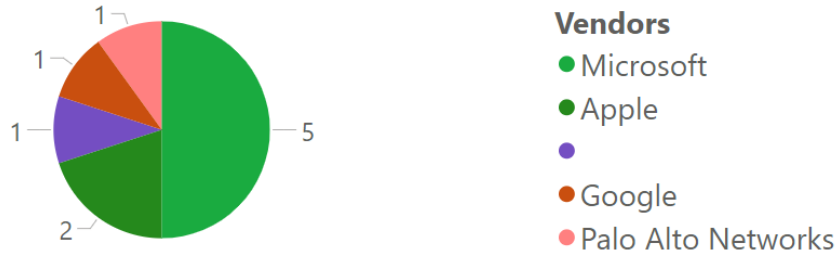 1
1
1
2
5
Vendors
Microsoft
Apple
Google
Palo Alto Networks